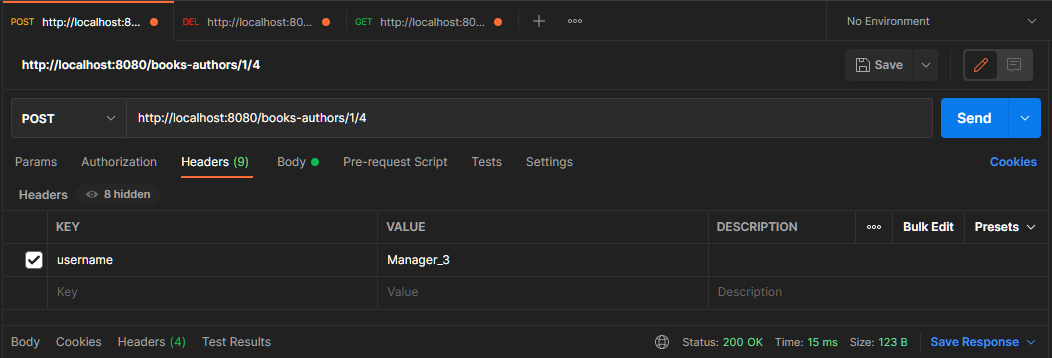 POST http://localhost:8... DEL http://localhost:80... GET http://localhost:80... No Environment
http://localhost:8080/books-authors/1/4 Save
POST http://localhost:8080/books-authors/1/4 Send
Params Authorization Headers (9) Body Pre-request Script Tests Settings Cookies
Headers 8 hidden
KEY VALUE DESCRIPTION Bulk Edit Presets
username Manager_3
Key Value Description
Body Cookies Headers (4) Test Results Status: 200 OK Time: 15 ms Size: 123 B Save Response